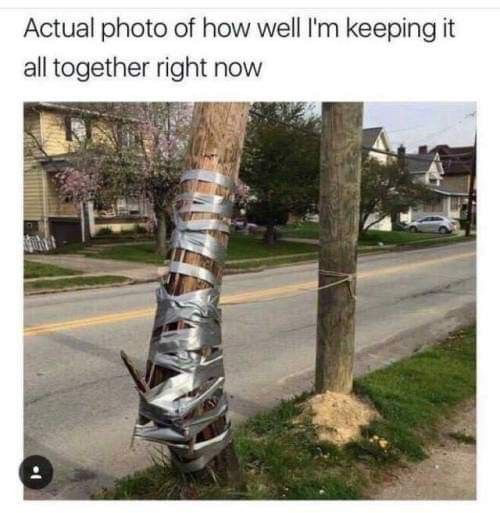 Actual photo of how well I'm keeping it
all together right now